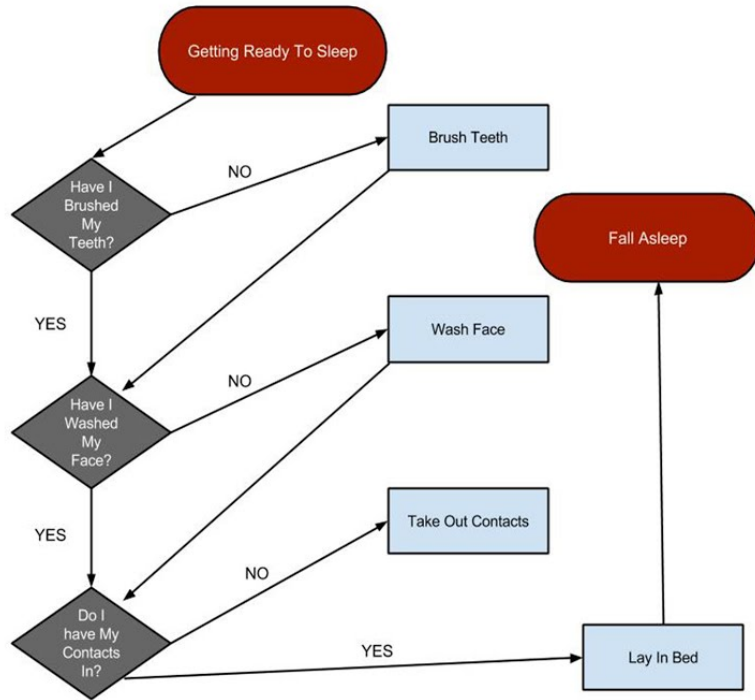 Getting Ready To Sleep
Brush Teeth
NO
Have I
Brushed
My
Teeth?
Fall Asleep
YES
Wash Face
NO
Have I
Washed
My
Face?
Take Out Contacts
YES
NO
Do I
have My
Contacts
In?
YES
Lay In Bed